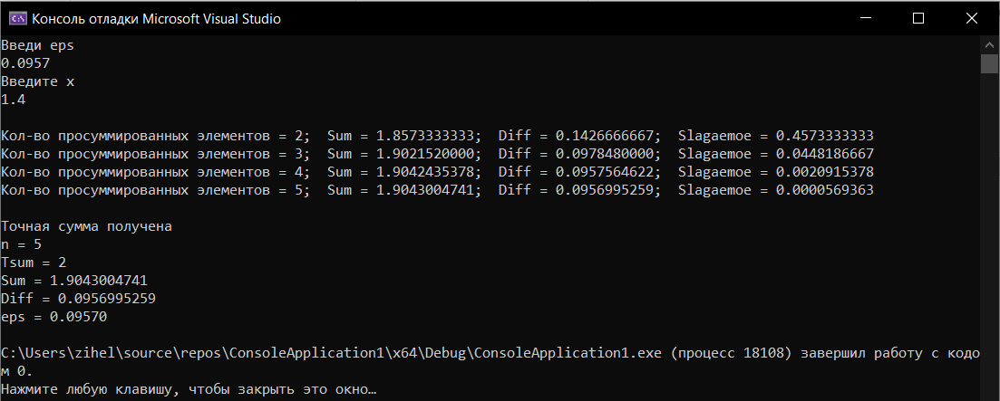 Консоль отладки Microsoft Visual Studio
Введи eps
0.0957
Введите x
1.4
Кол-во просуммированных элементов = 2;  Sum = 1.8573333333;  Diff = 0.1426666667;  Slagaemoe = 0.4573333333
Кол-во просуммированных элементов = 3;  Sum = 1.9021520000;  Diff = 0.0978480000;  Slagaemoe = 0.0448186667
Кол-во просуммированных элементов = 4;  Sum = 1.9042435378;  Diff = 0.0957564622;  Slagaemoe = 0.0020915378
Кол-во просуммированных элементов = 5;  Sum = 1.9043004741;  Diff = 0.0956995259;  Slagaemoe = 0.0000569363
Точная сумма получена
n = 5
Tsum = 2
Sum = 1.9043004741
Diff = 0.0956995259
eps = 0.09570
C:\Users\zihel\source\repos\ConsoleApplication1\x64\Debug\ConsoleApplication1.exe (процесс 18108) завершил работу с кодо
м 0.
Нажмите любую клавишу, чтобы закрыть это окно…